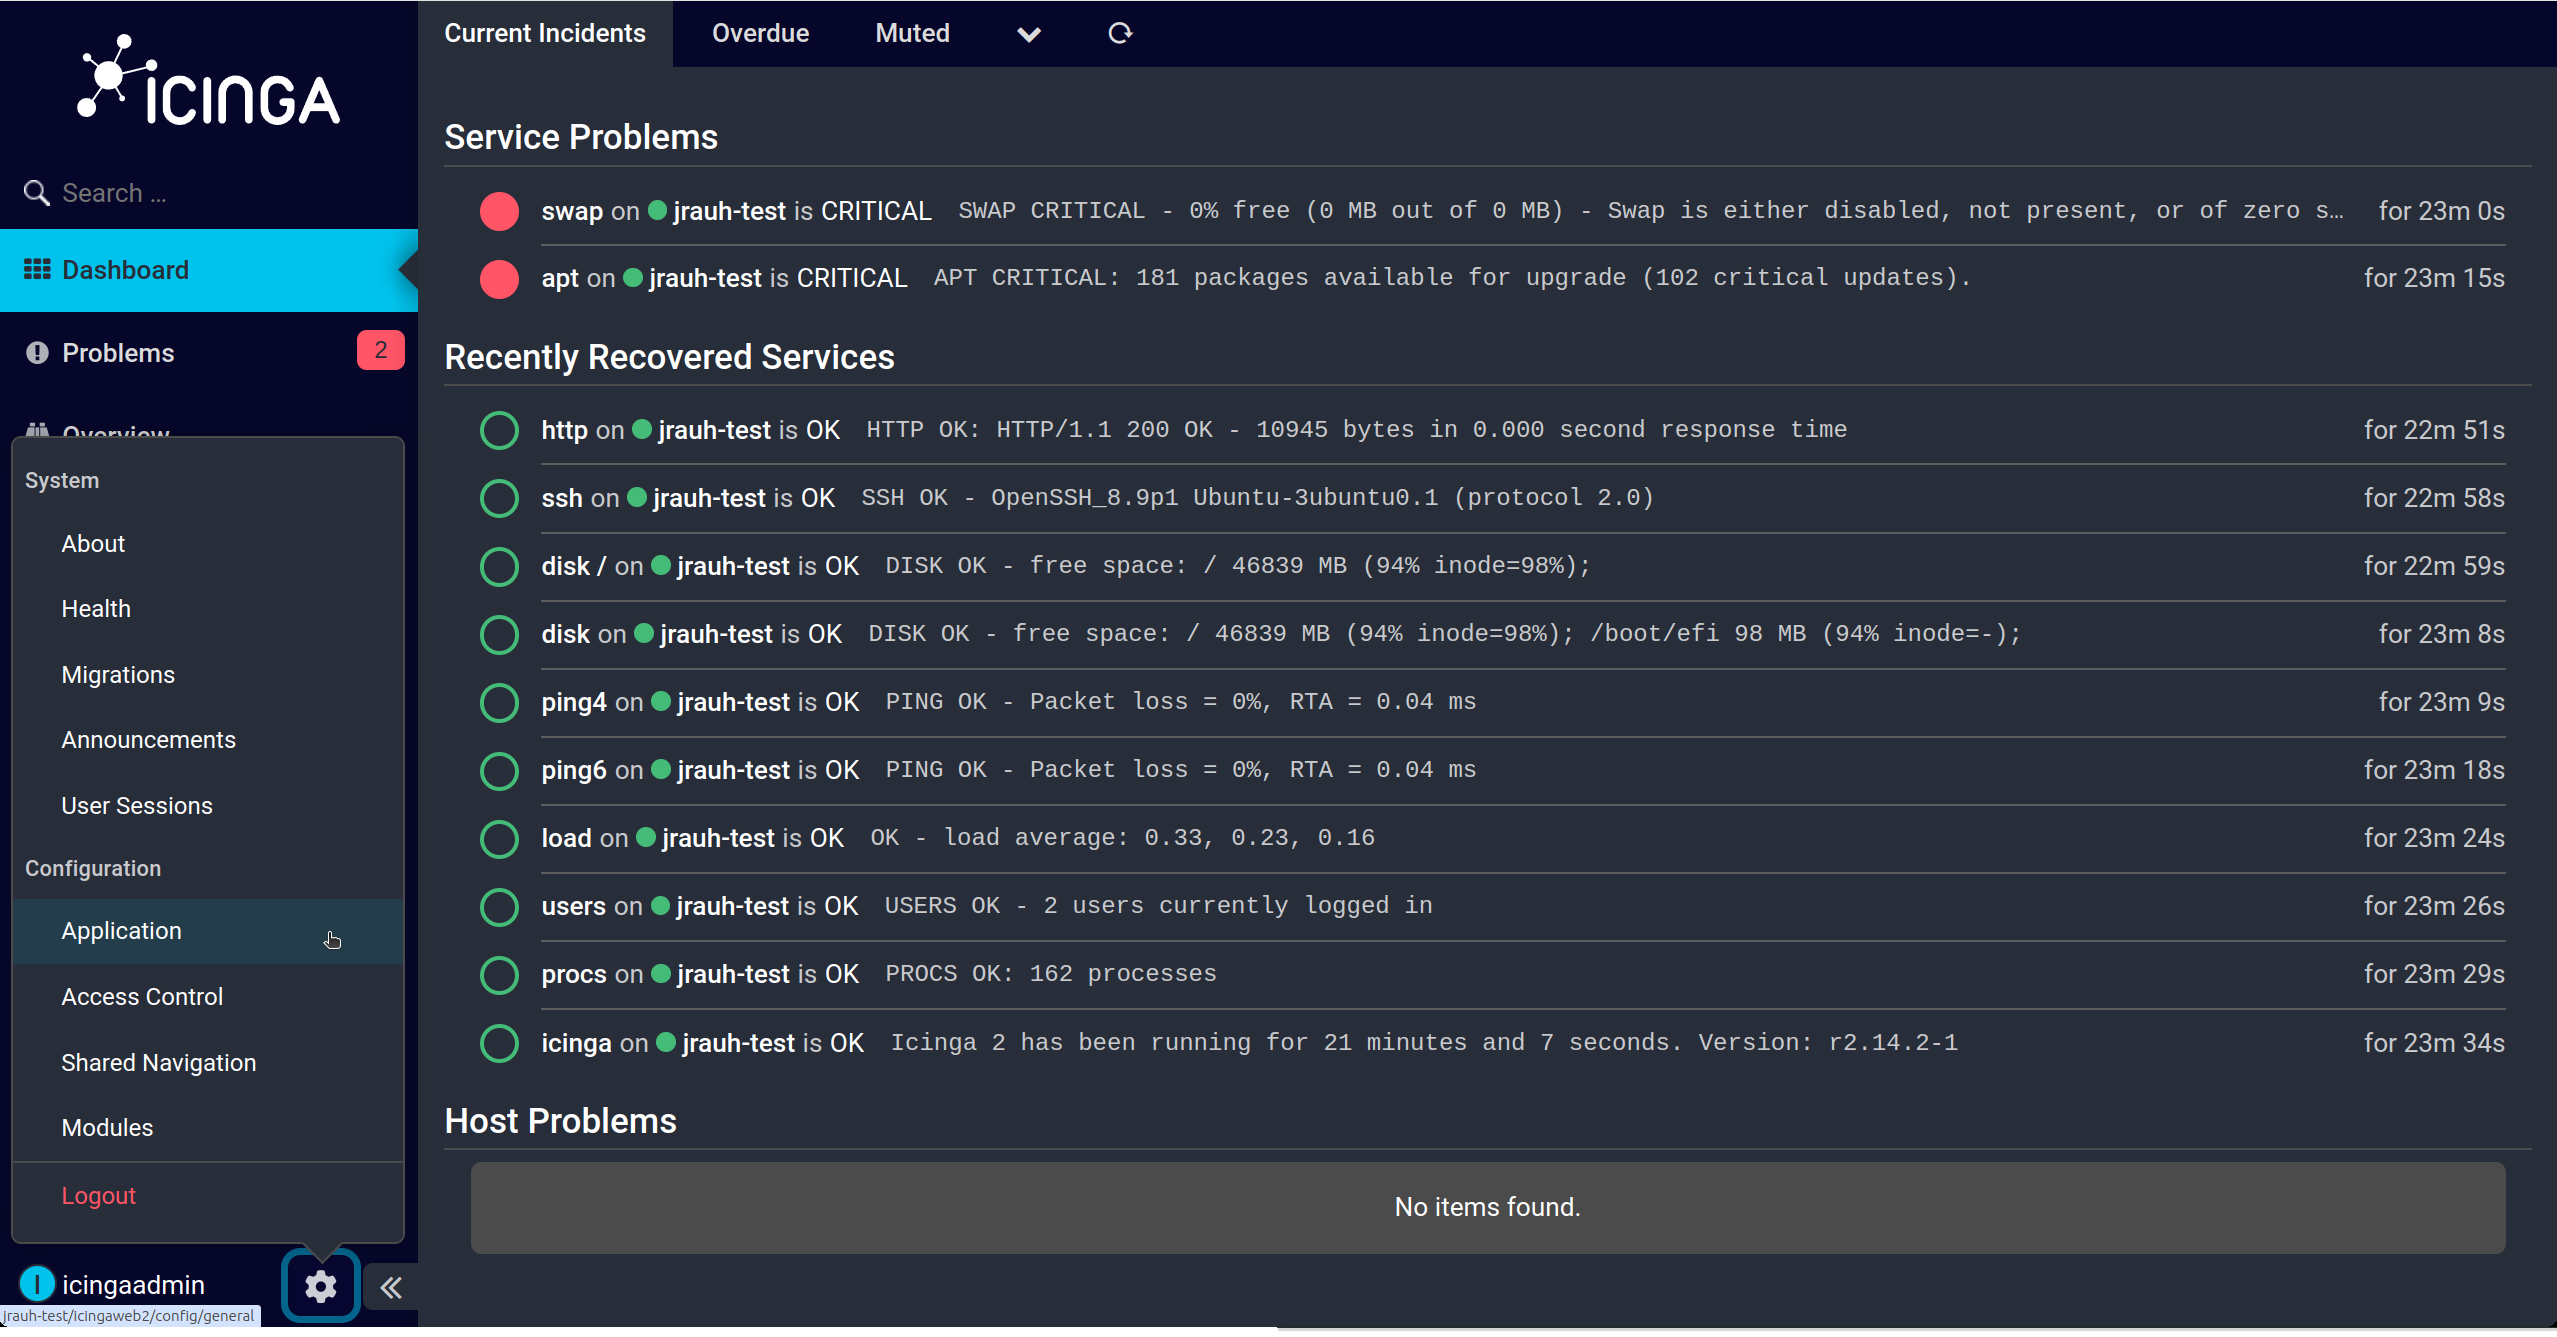 ICINGA
Search ...
Dashboard
Problems 2
Overview
System
About
Health
Migrations
Announcements
User Sessions
Configuration
Application
Access Control
Shared Navigation
Modules
Logout
I icingaadmin
jrauh-test/icingaweb2/config/general
Current Incidents Overdue Muted
Service Problems
swap on jrauh-test is CRITICAL SWAP CRITICAL - 0% free (0 MB out of 0 MB) - Swap is either disabled, not present, or of zero s… for 23m 0s
apt on jrauh-test is CRITICAL APT CRITICAL: 181 packages available for upgrade (102 critical updates). for 23m 15s
Recently Recovered Services
http on jrauh-test is OK HTTP OK: HTTP/1.1 200 OK - 10945 bytes in 0.000 second response time for 22m 51s
ssh on jrauh-test is OK SSH OK - OpenSSH_8.9p1 Ubuntu-3ubuntu0.1 (protocol 2.0) for 22m 58s
disk / on jrauh-test is OK DISK OK - free space: / 46839 MB (94% inode=98%); for 22m 59s
disk on jrauh-test is OK DISK OK - free space: / 46839 MB (94% inode=98%); /boot/efi 98 MB (94% inode=-); for 23m 8s
ping4 on jrauh-test is OK PING OK - Packet loss = 0%, RTA = 0.04 ms for 23m 9s
ping6 on jrauh-test is OK PING OK - Packet loss = 0%, RTA = 0.04 ms for 23m 18s
load on jrauh-test is OK OK - load average: 0.33, 0.23, 0.16 for 23m 24s
users on jrauh-test is OK USERS OK - 2 users currently logged in for 23m 26s
procs on jrauh-test is OK PROCS OK: 162 processes for 23m 29s
icinga on jrauh-test is OK Icinga 2 has been running for 21 minutes and 7 seconds. Version: r2.14.2-1 for 23m 34s
Host Problems
No items found.